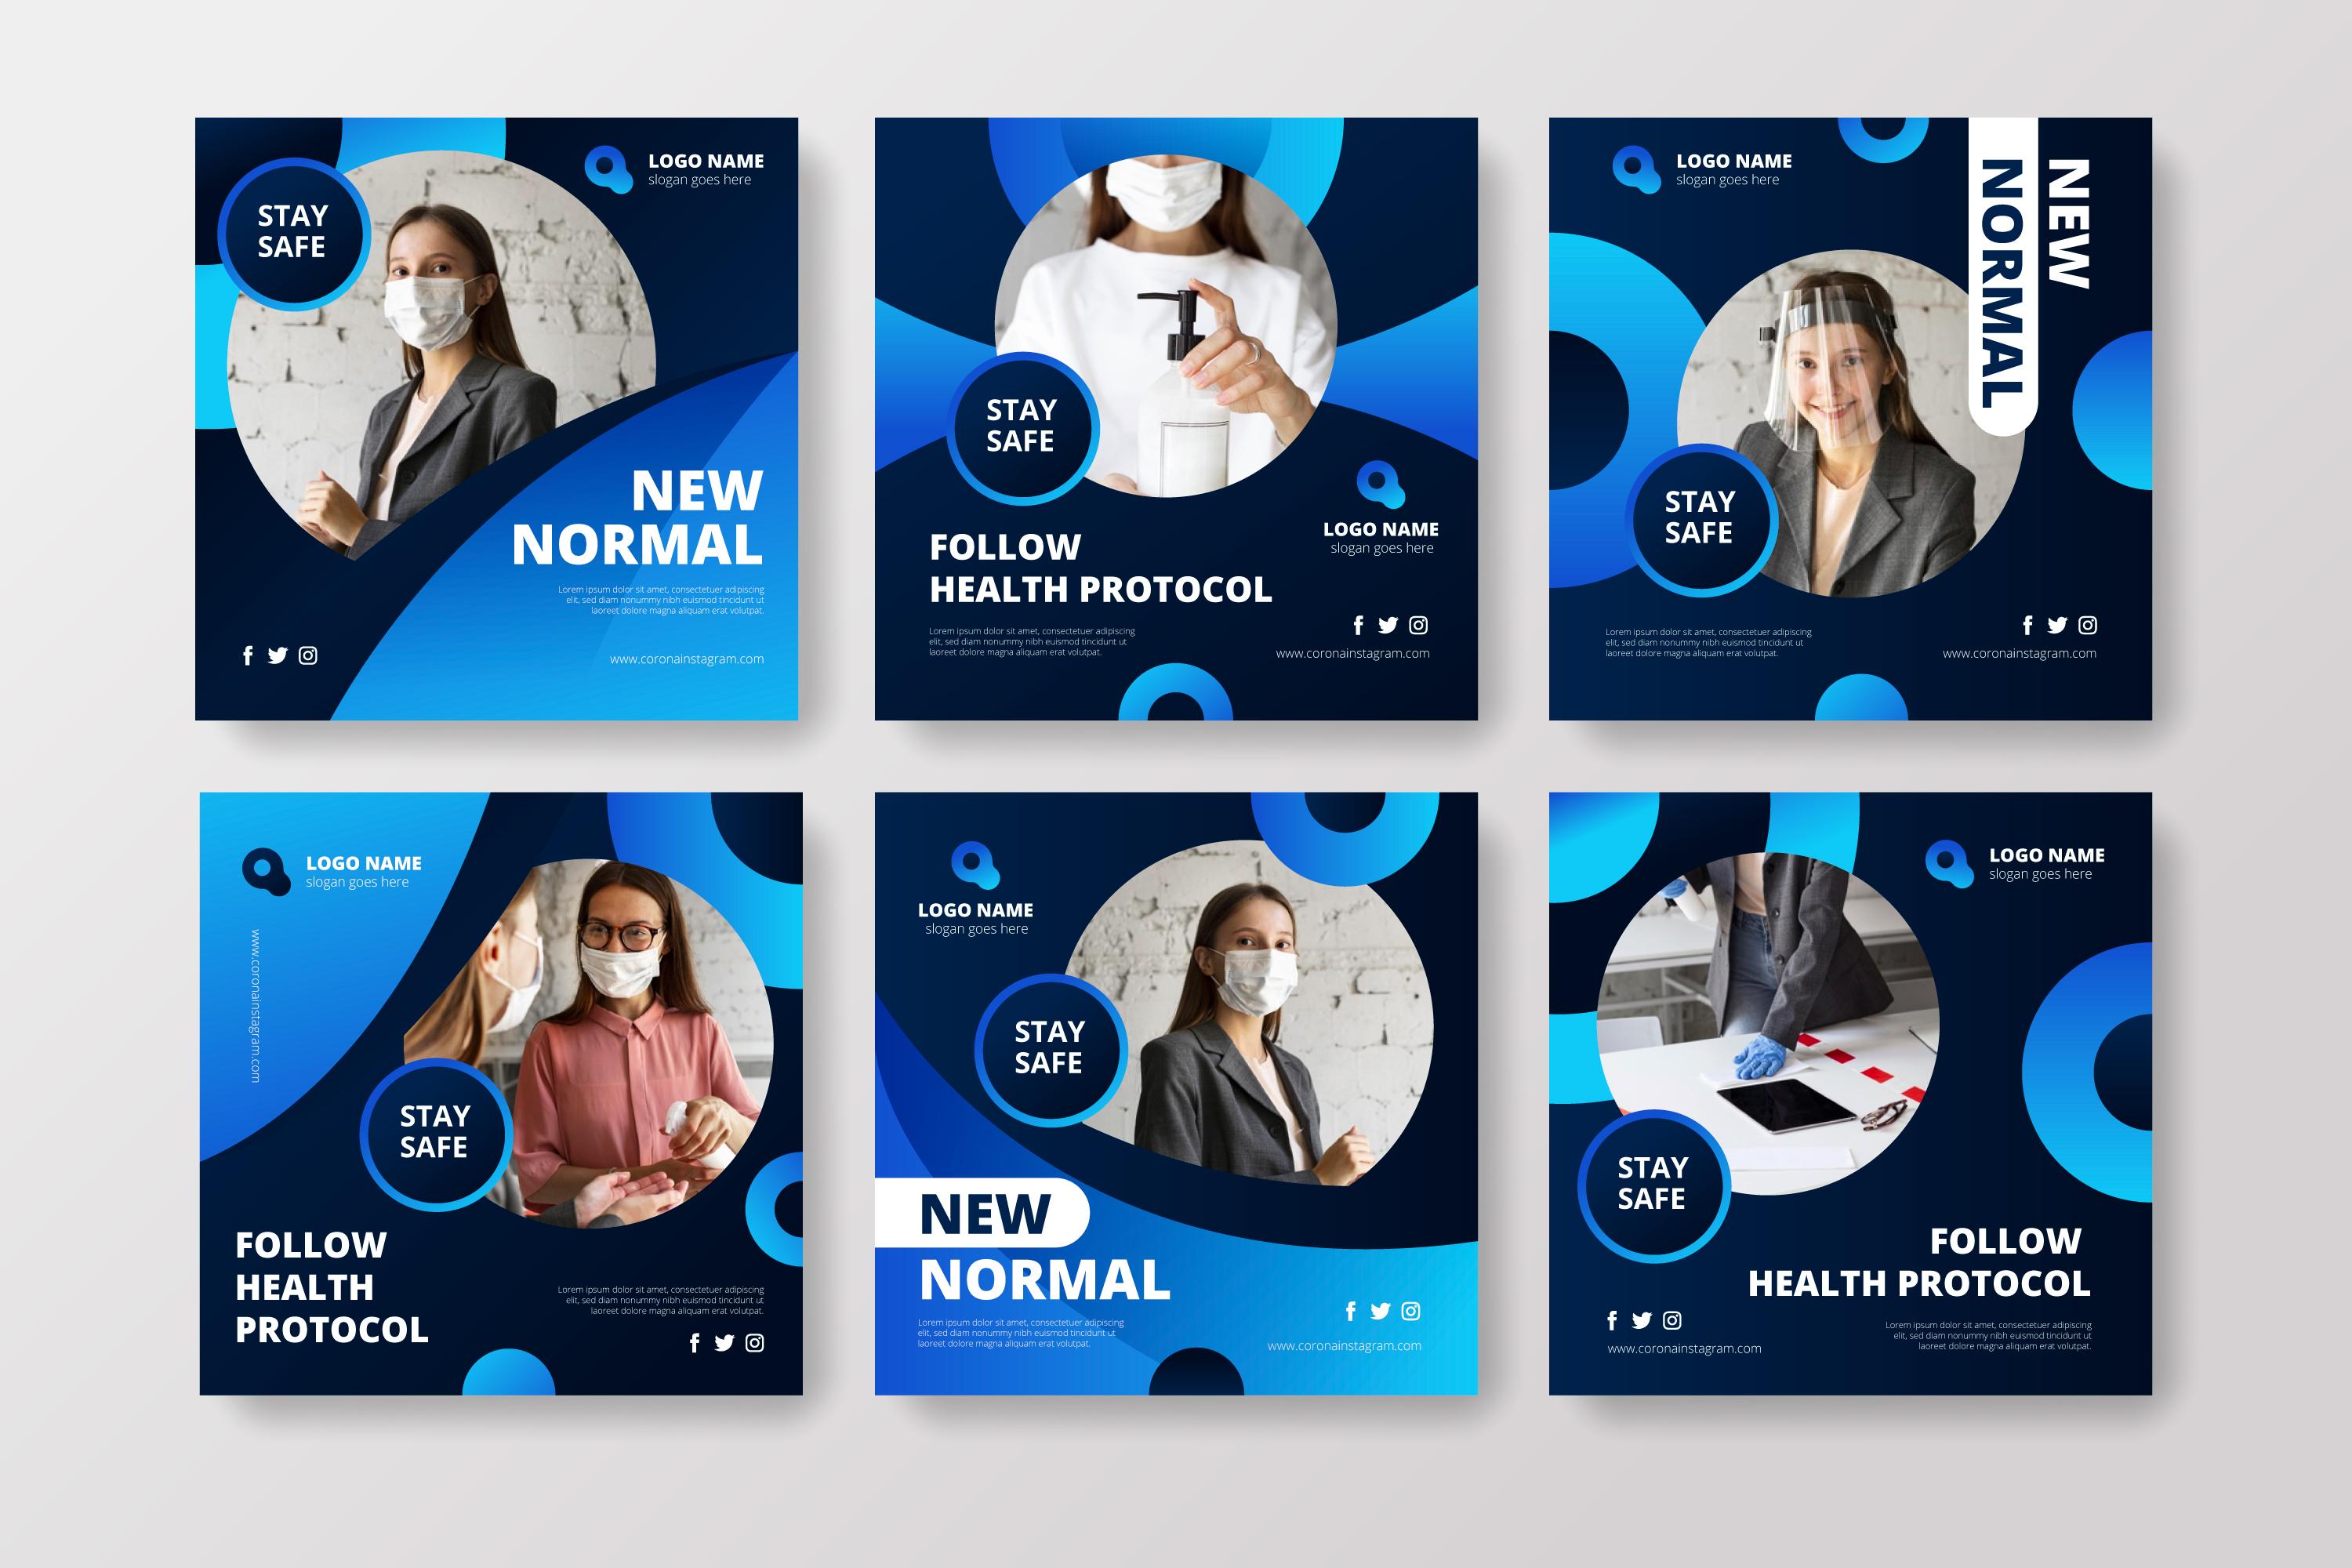 STAY
SAFE
LOGO NAME
slogan goes here
NEW
NORMAL
Lorem ipsum dolor sit amet, consectetuer adipiscing
elit, sed diam nonummy nibh euismod tincidunt ut
laoreet dolore magna aliquam erat volutpat.
www.coronainstagram.com
STAY
SAFE
LOGO NAME
slogan goes here
FOLLOW
HEALTH PROTOCOL
Lorem ipsum dolor sit amet, consectetuer adipiscing
elit, sed diam nonummy nibh euismod tincidunt ut
laoreet dolore magna aliquam erat volutpat.
www.coronainstagram.com
LOGO NAME
slogan goes here
NEW
NORMAL
STAY
SAFE
Lorem ipsum dolor sit amet, consectetuer adipiscing
elit, sed diam nonummy nibh euismod tincidunt ut
laoreet dolore magna aliquam erat volutpat.
www.coronainstagram.com
LOGO NAME
slogan goes here
www.coronainstagram.com
STAY
SAFE
FOLLOW
HEALTH
PROTOCOL
Lorem ipsum dolor sit amet, consectetuer adipiscing
elit, sed diam nonummy nibh euismod tincidunt ut
laoreet dolore magna aliquam erat volutpat.
LOGO NAME
slogan goes here
STAY
SAFE
NEW
NORMAL
Lorem ipsum dolor sit amet, consectetuer adipiscing
elit, sed diam nonummy nibh euismod tincidunt ut
laoreet dolore magna aliquam erat volutpat.
www.coronainstagram.com
LOGO NAME
slogan goes here
STAY
SAFE
FOLLOW
HEALTH PROTOCOL
www.coronainstagram.com
Lorem ipsum dolor sit amet, consectetuer adipiscing
elit, sed diam nonummy nibh euismod tincidunt ut
laoreet dolore magna aliquam erat volutpat.